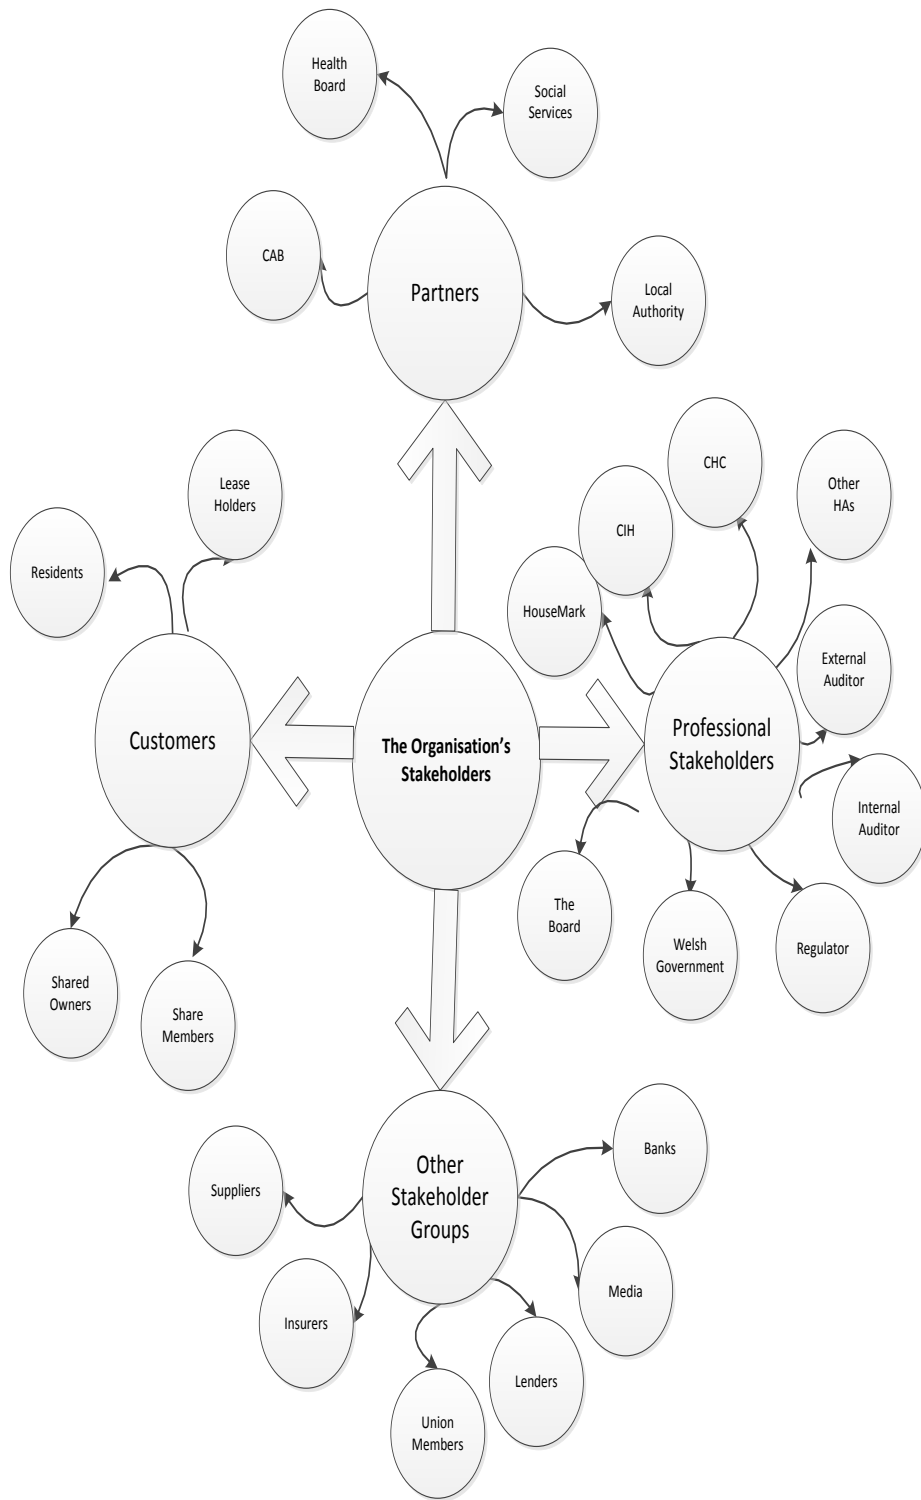 Health
Board
Social
Services
CAB
Partners
Local
Authority
Lease
Holders
Residents
Customers
Shared
Owners
Share
Members
The Organisation’s
Stakeholders
CHC
Other
HAs
CIH
HouseMark
External
Auditor
Professional
Stakeholders
Internal
Auditor
The
Board
Welsh
Government
Regulator
Other
Stakeholder
Groups
Suppliers
Banks
Insurers
Media
Union
Members
Lenders